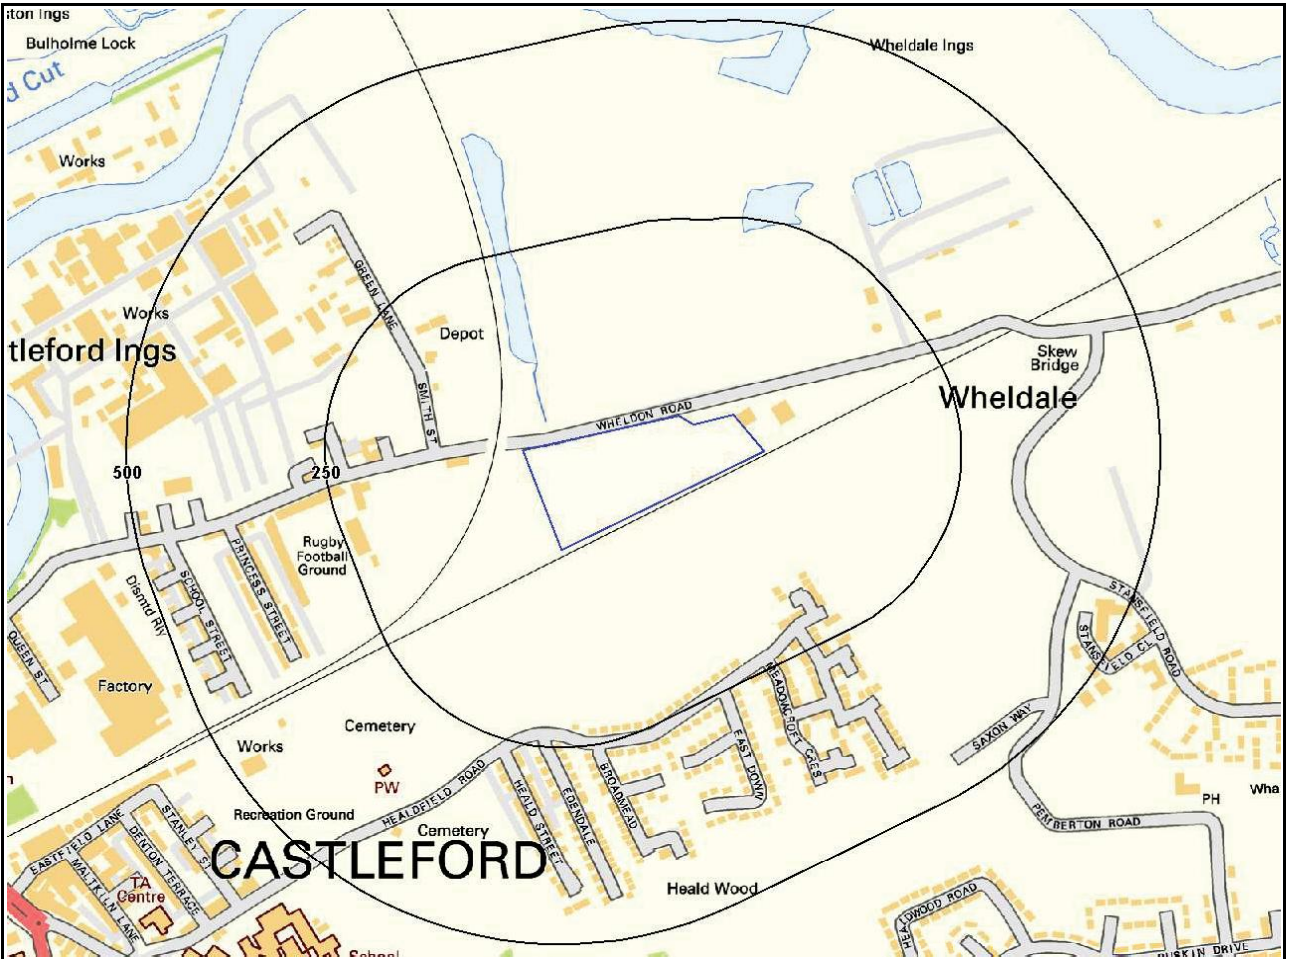 ston Ings
Bulholme Lock
d Cut
Wheldale Ings
Works
GREEN LANE
Works
Depot
tleford Ings
Skew
Bridge
SMITH ST
Wheldale
WHELDON ROAD
500
250
Rugby
Football
Ground
PRINCESS STREET
SCHOOL STREET
Dismtd Rly
STANSFIELD ROAD
STANSFIELD CL
QUEEN ST
Factory
MEADOWCROFT CRES
Cemetery
SAXON WAY
Works
EAST DOWN
PW
HEALDFIELD ROAD
HEALD STREET
EDENDALE
BROADMEAD
Wha
PH
Recreation Ground
PEMBERTON ROAD
Cemetery
EASTFIELD LANE
STANLEY ST
DENTON TERRACE
MALTKILN LANE
CASTLEFORD
TA
Centre
Heald Wood
HEALDWOOD ROAD
RUSKIN DRIVE
School